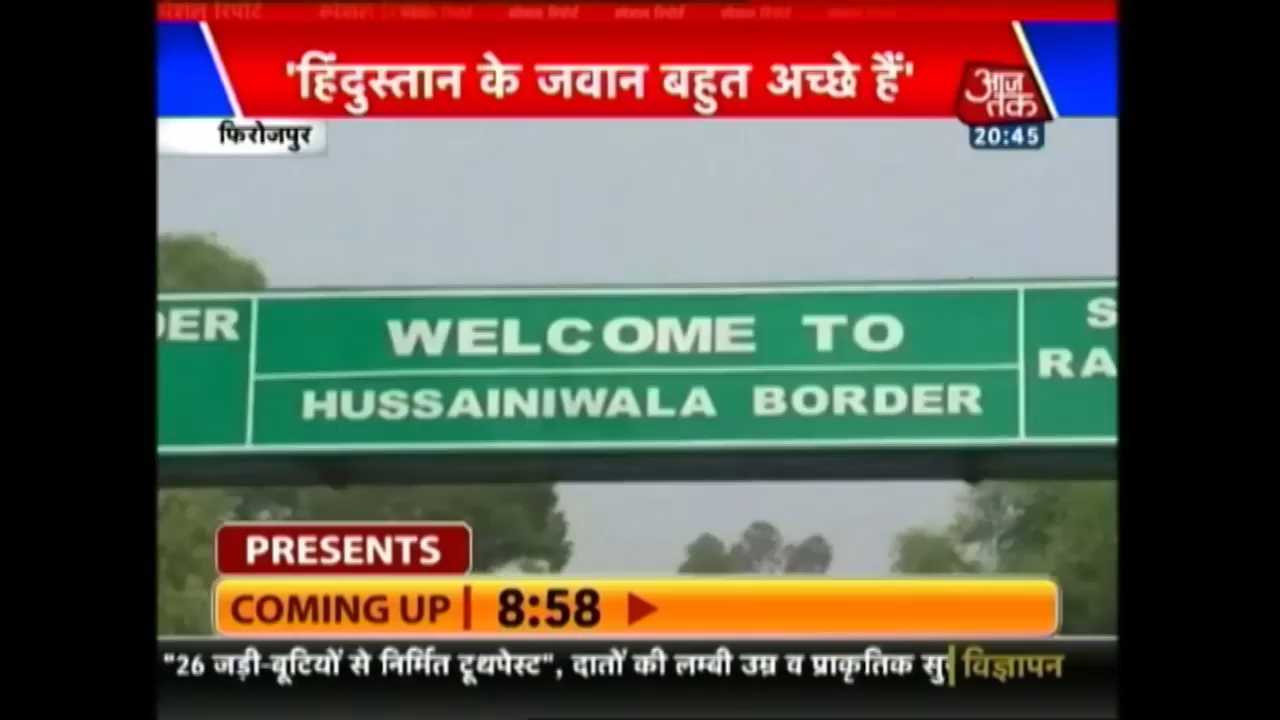 स्पेशल रिपोर्ट
'हिंदुस्तान के जवान बहुत अच्छे हैं'
आज तक
20:45
फिरोजपुर
DER
WELCOME TO
HUSSAINIWALA BORDER
S
RA
PRESENTS
COMING UP 8:58
"26 जड़ी-बूटियों से निर्मित टूथपेस्ट", दातों की लम्बी उम्र व प्राकृतिक सु
विज्ञापन